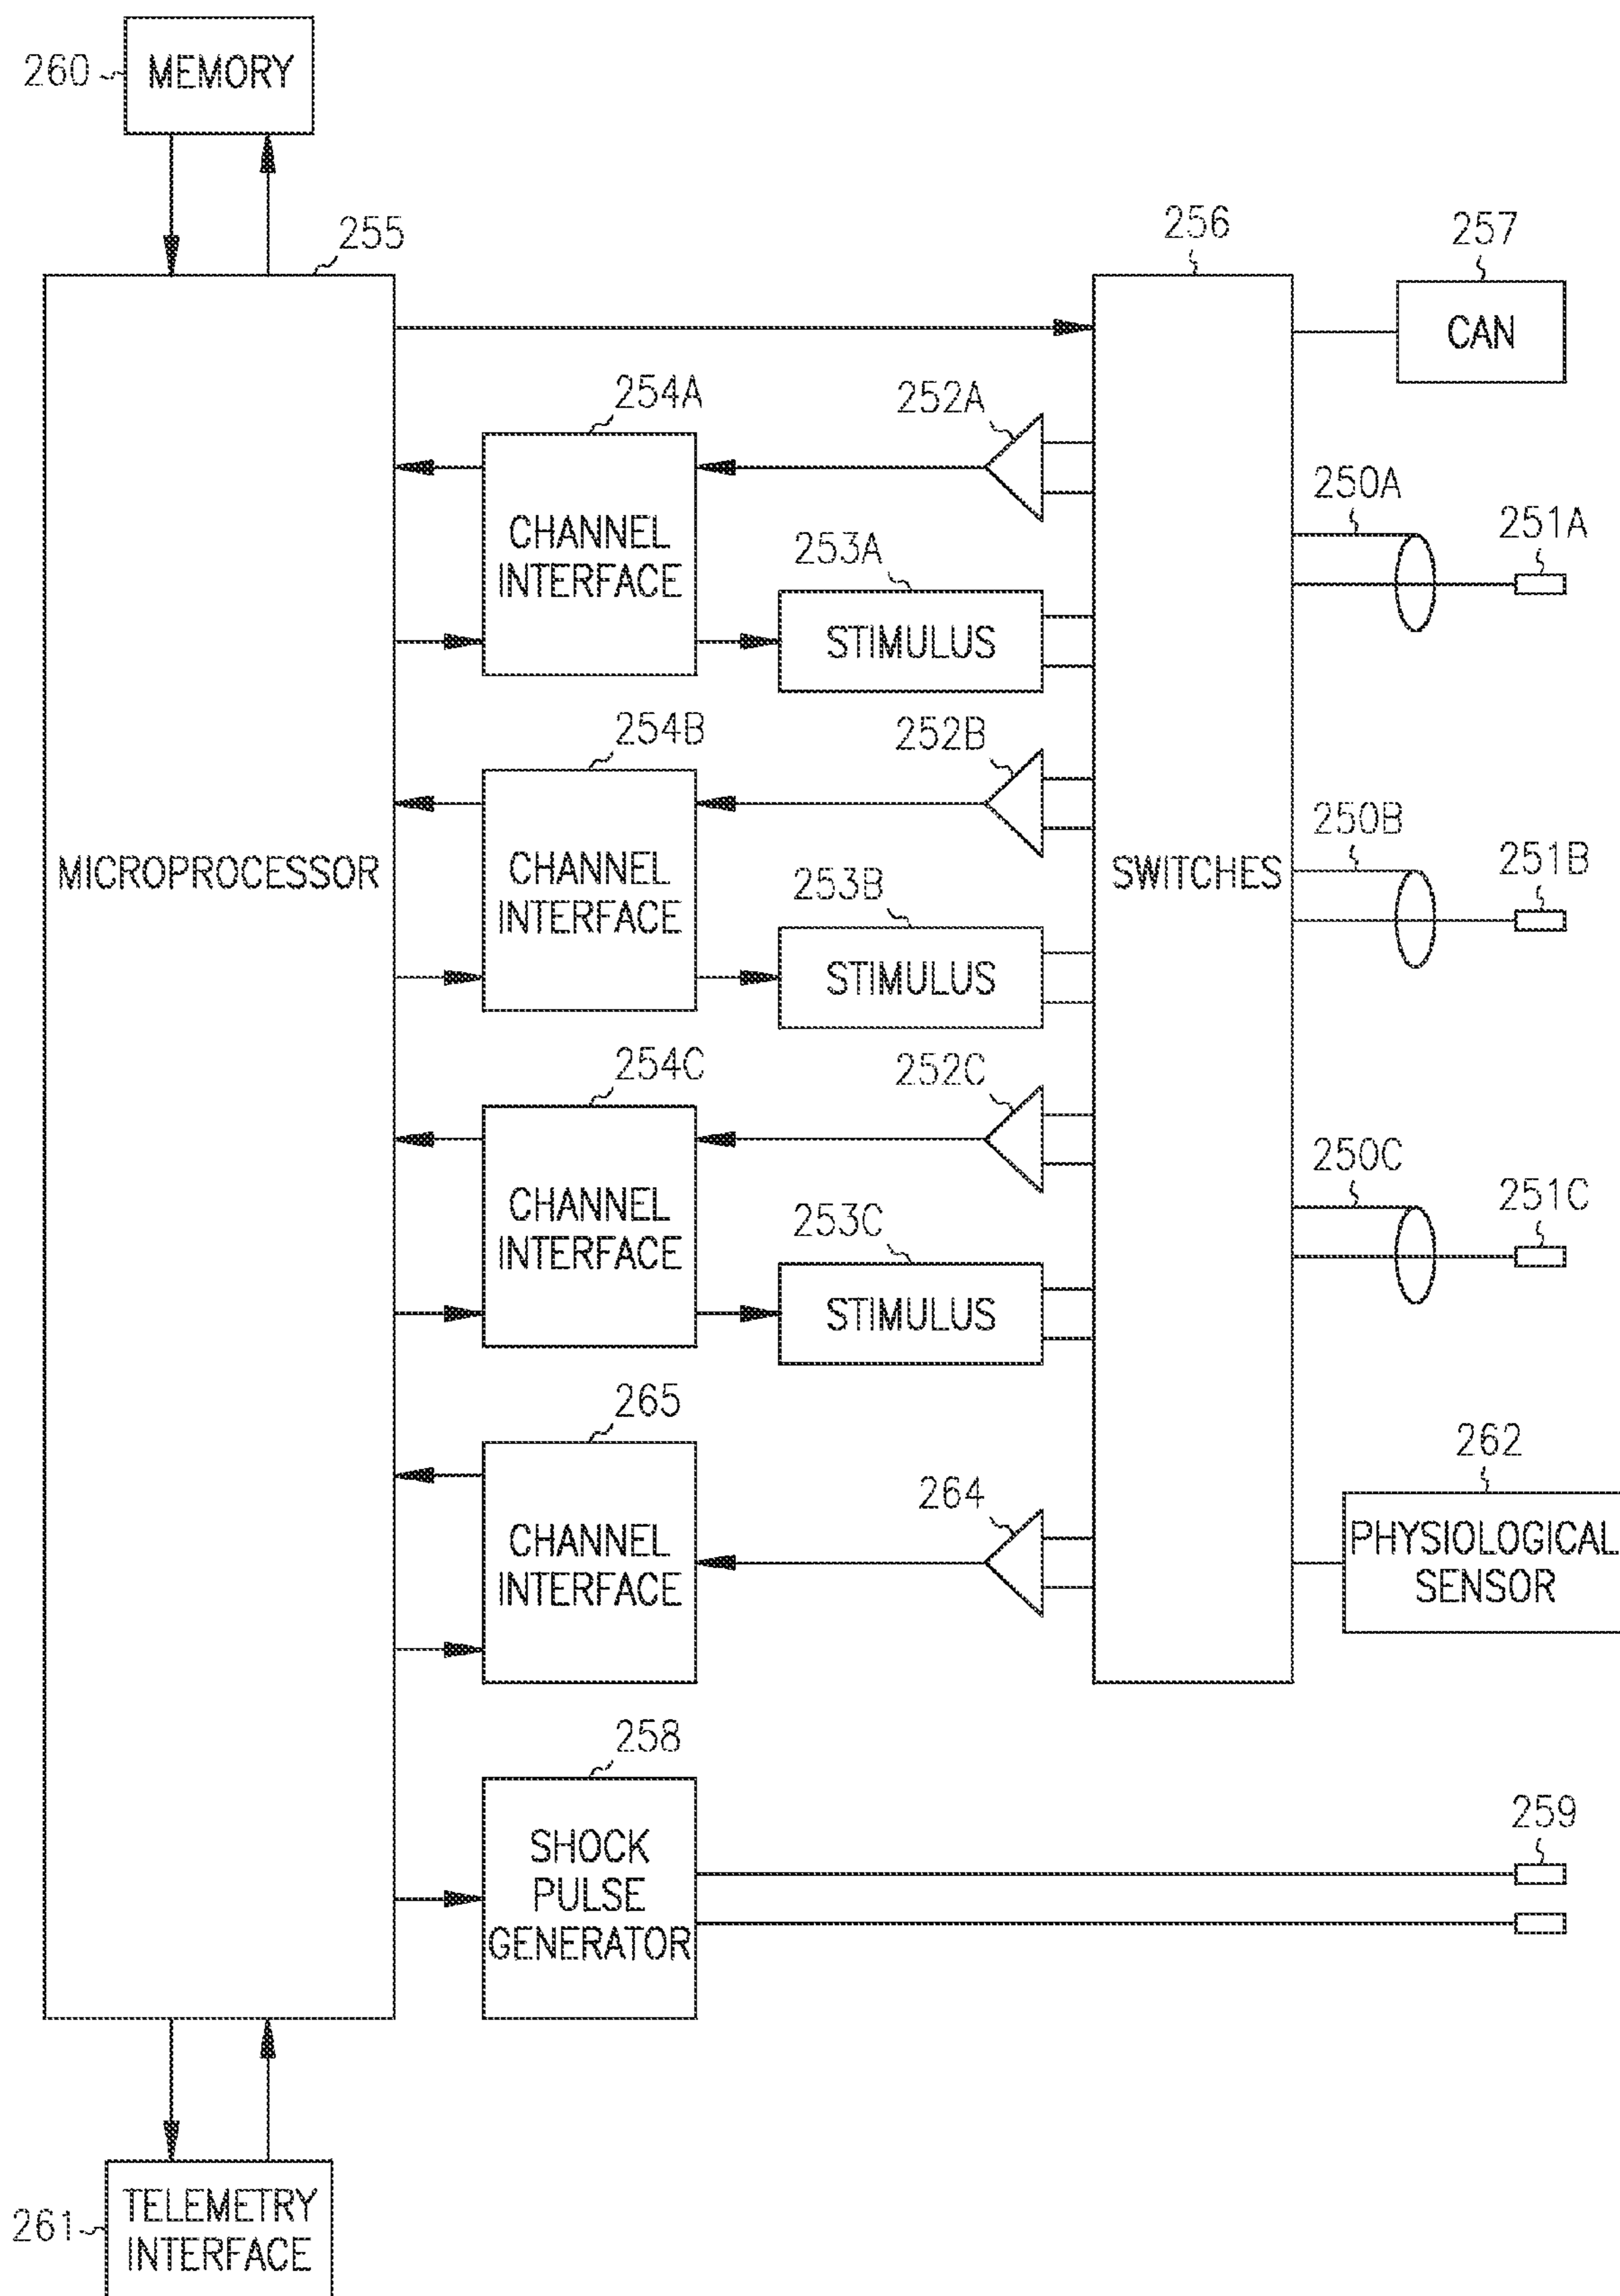 260
MEMORY
255
256
257
CAN
254A
252A
250A
251A
CHANNEL
INTERFACE
253A
STIMULUS
254B
252B
250B
251B
MICROPROCESSOR
CHANNEL
INTERFACE
253B
SWITCHES
STIMULUS
254C
252C
250C
251C
CHANNEL
INTERFACE
253C
STIMULUS
265
262
264
CHANNEL
INTERFACE
PHYSIOLOGICAL
SENSOR
258
259
SHOCK
PULSE
GENERATOR
261
TELEMETRY
INTERFACE